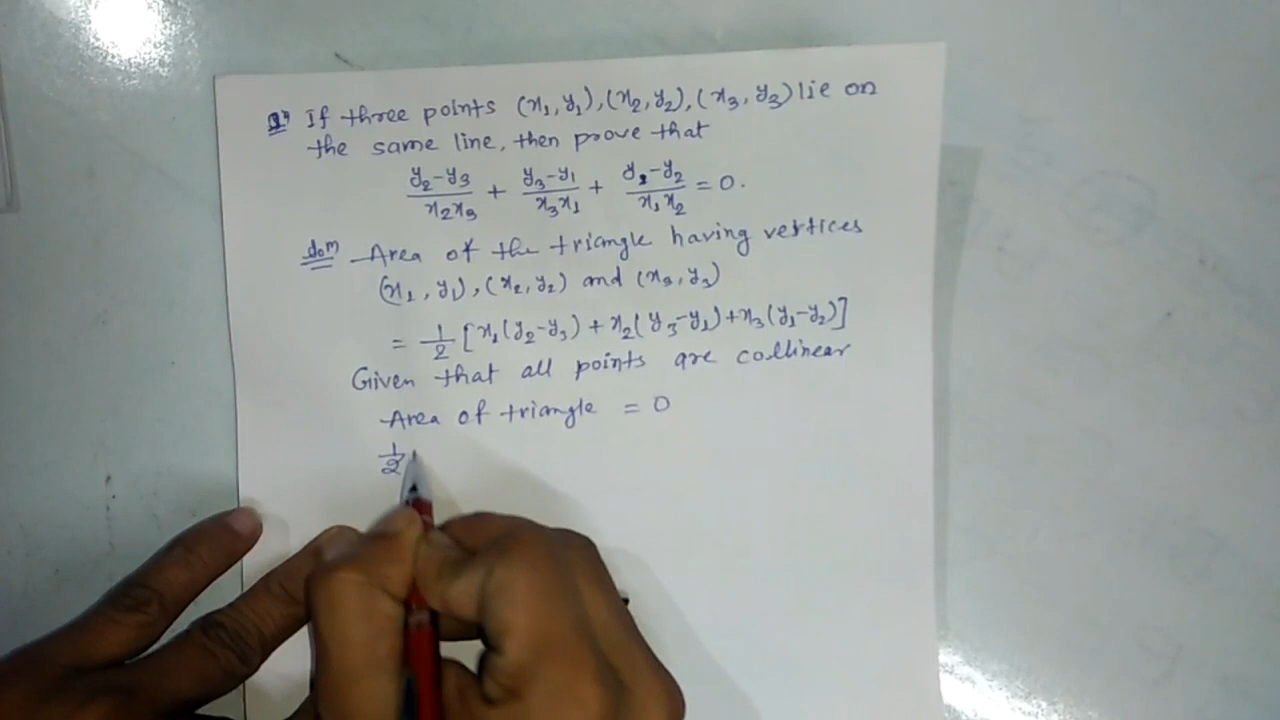 Q. If three points (x₁, y₁), (x₂, y₂), (x₃, y₃) lie on
the same line, then prove that
(y₂-y₃)/(x₂x₃) + (y₃-y₁)/(x₃x₁) + (y₁-y₂)/(x₁x₂) = 0.
Soln Area of the triangle having vertices
(x₁, y₁), (x₂, y₂) and (x₃, y₃)
= 1/2 [x₁(y₂-y₃) + x₂(y₃-y₁) + x₃(y₁-y₂)]
Given that all points are collinear
Area of triangle = 0
1/2